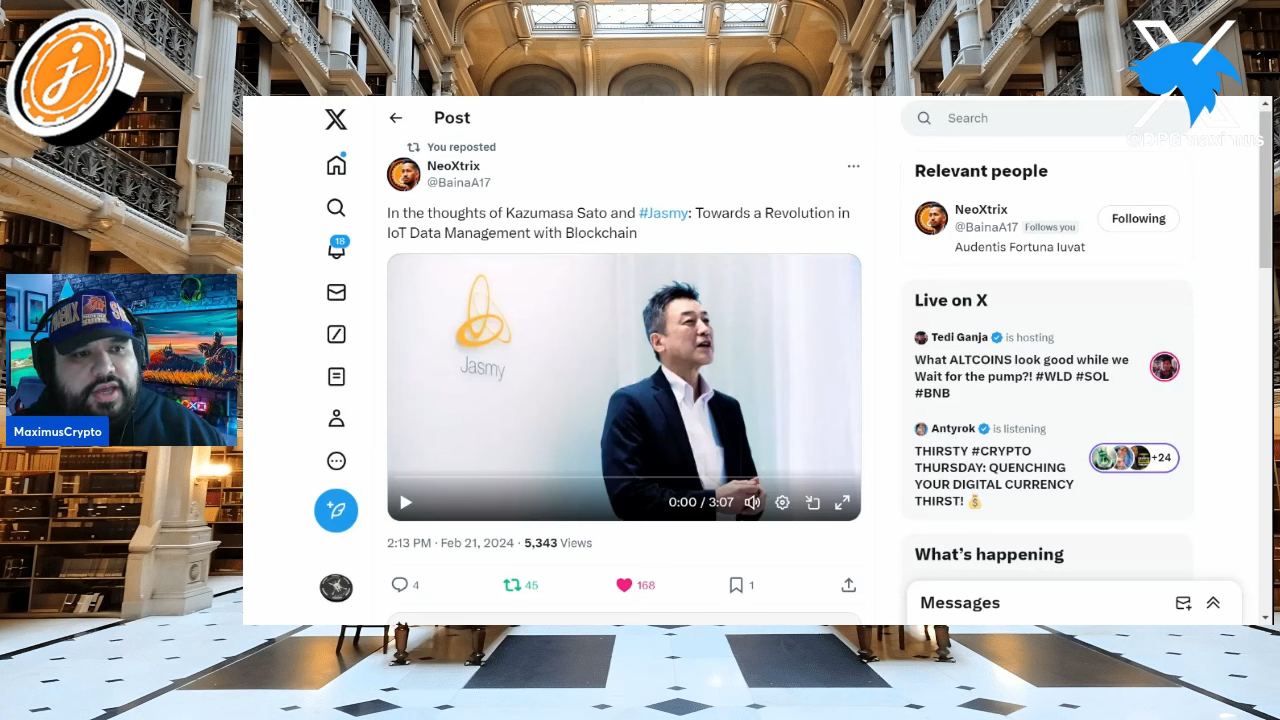 Post
Search
You reposted
NeoXtrix
@BainaA17
In the thoughts of Kazumasa Sato and #Jasmy: Towards a Revolution in
IoT Data Management with Blockchain
Jasmy
0:00 / 3:07
2:13 PM · Feb 21, 2024 · 5,343 Views
4
45
168
1
18
Relevant people
NeoXtrix
@BainaA17 Follows you
Following
Audentis Fortuna Iuvat
Live on X
Tedi Ganja is hosting
What ALTCOINS look good while we
Wait for the pump?! #WLD #SOL
#BNB
Antyrok is listening
THIRSTY #CRYPTO
THURSDAY: QUENCHING
YOUR DIGITAL CURRENCY
THIRST! 💰
+24
What's happening
Messages
MaximusCrypto